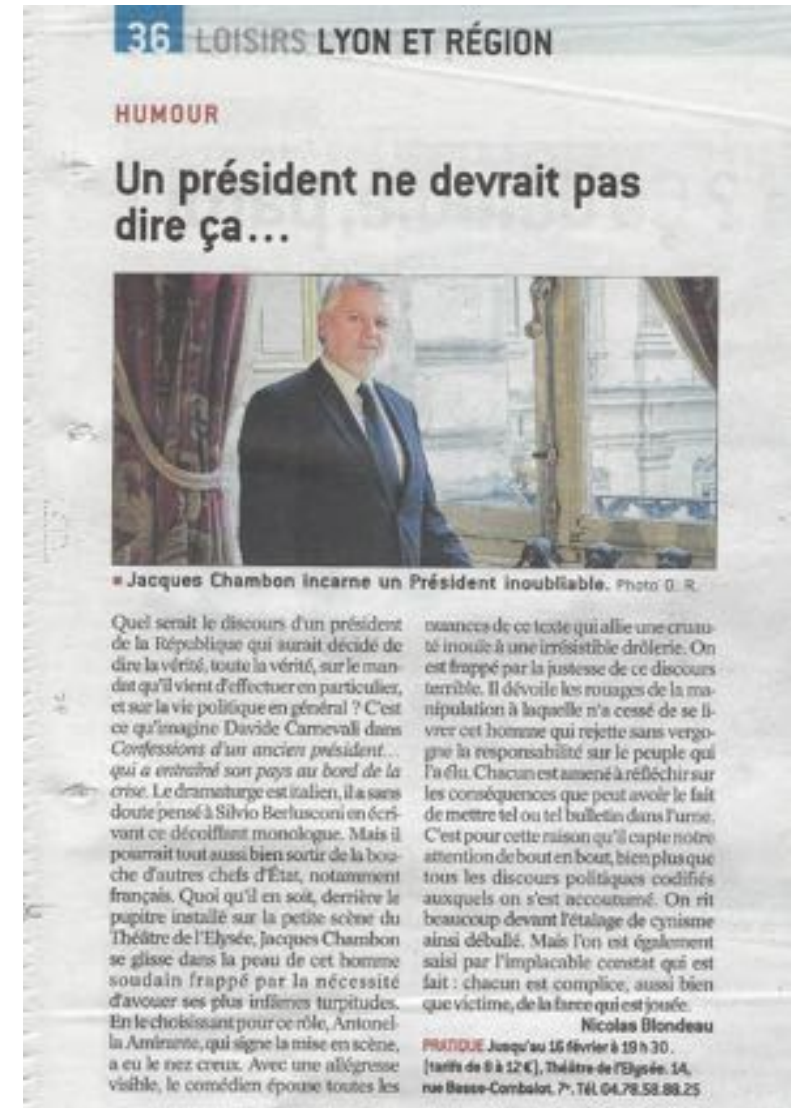 36 LOISIRS LYON ET RÉGION
HUMOUR
Un président ne devrait pas
dire ça...
Jacques Chambon incarne un Président inoubliable. Photo D. R.
Quel serait le discours d'un président
de la République qui aurait décidé de
dire la vérité, toute la vérité, sur le man-
dat qu'il vient d'effectuer en particulier,
et sur la vie politique en général ? C'est
ce qu'imagine Davide Carnevali dans
Confessions d'un ancien président...
qui a entraîné son pays au bord de la
crise. Le dramaturge est italien, il a sans
doute pensé à Silvio Berlusconi en écri-
vant ce décoiffant monologue. Mais il
pourrait tout aussi bien sortir de la bou-
che d'autres chefs d'État, notamment
français. Quoi qu'il en soit, derrière le
pupitre installé sur la petite scène du
Théâtre de l'Elysée, Jacques Chambon
se glisse dans la peau de cet homme
soudain frappé par la nécessité
d'avouer ses plus infimes turpitudes.
En le choisissant pour ce rôle, Antonel-
la Amirante, qui signe la mise en scène,
a eu le nez creux. Avec une allégresse
visible, le comédien épouse toutes les
nuances de ce texte qui allie une cruau-
té inouïe à une irrésistible drôlerie. On
est frappé par la justesse de ce discours
terrible. Il dévoile les rouages de la ma-
nipulation à laquelle n'a cessé de se li-
vrer cet homme qui rejette sans vergo-
gne la responsabilité sur le peuple qui
l'a élu. Chacun est amené à réfléchir sur
les conséquences que peut avoir le fait
de mettre tel ou tel bulletin dans l'urne.
C'est pour cette raison qu'il capte notre
attention de bout en bout, bien plus que
tous les discours politiques codifiés
auxquels on s'est accoutumé. On rit
beaucoup devant l'étalage de cynisme
ainsi déballé. Mais l'on est également
saisi par l'implacable constat qui est
fait : chacun est complice, aussi bien
que victime, de la farce qui est jouée.
Nicolas Blondeau
PRATIQUE Jusqu'au 16 février à 19 h 30.
(tarifs de 8 à 12 €), Théâtre de l'Elysée. 14,
rue Basse-Combalot, 7e. Tél. 04.78.58.88.25